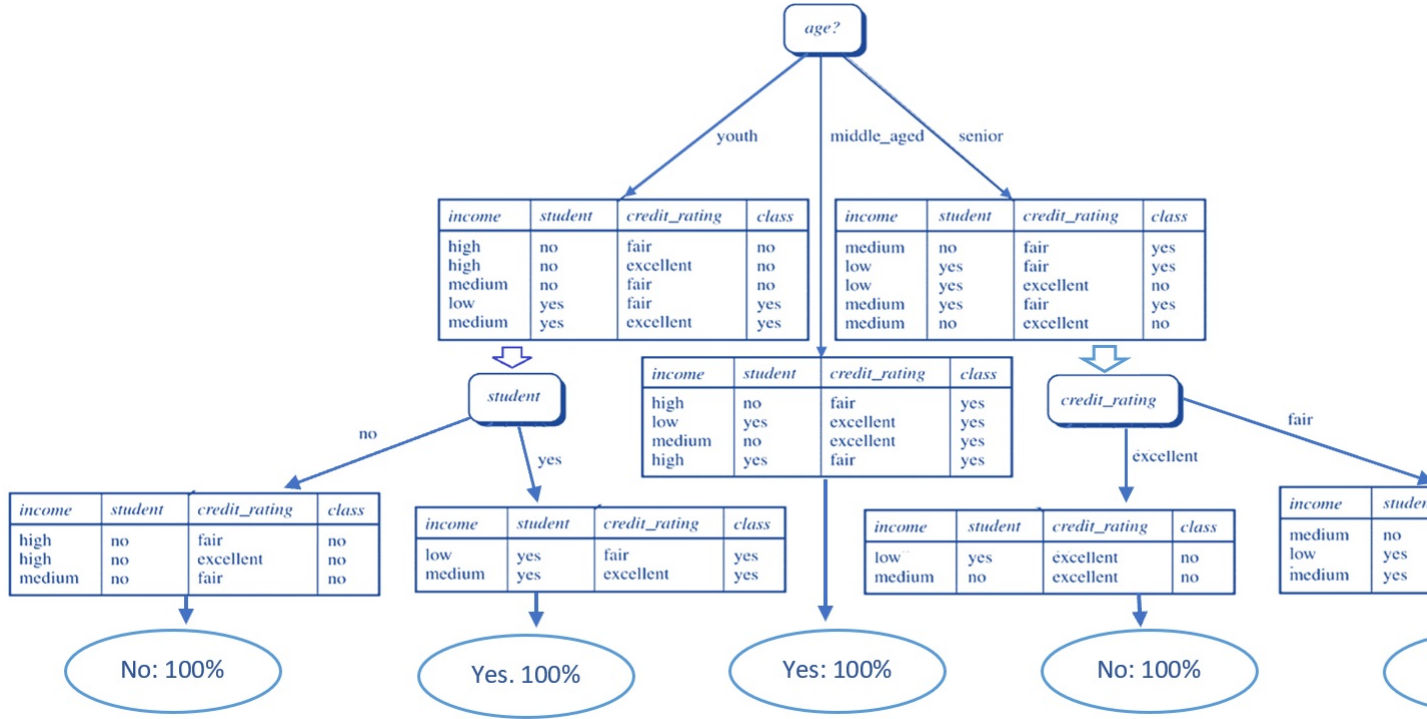 age?
youth
middle_aged
senior
income student credit_rating class
high no fair no
high no excellent no
medium no fair no
low yes fair yes
medium yes excellent yes
income student credit_rating class
medium no fair yes
low yes fair yes
low yes excellent no
medium yes fair yes
medium no excellent no
income student credit_rating class
high no fair yes
low yes excellent yes
medium no excellent yes
high yes fair yes
student
credit_rating
no
yes
excellent
fair
income student credit_rating class
high no fair no
high no excellent no
medium no fair no
income student credit_rating class
low yes fair yes
medium yes excellent yes
income student credit_rating class
low yes excellent no
medium no excellent no
income
medium no
low yes
medium yes
No: 100%
Yes. 100%
Yes: 100%
No: 100%